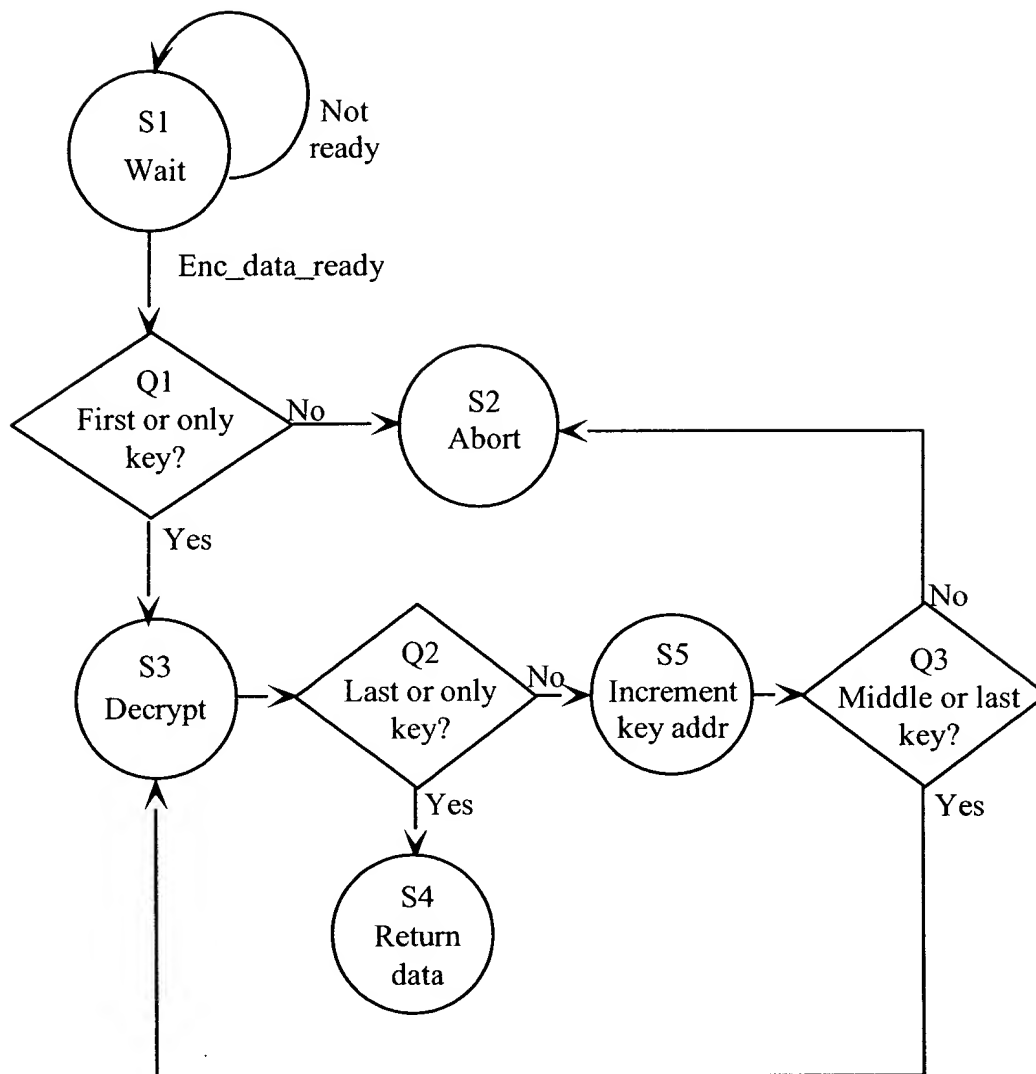 S1
Wait
Not
ready
Enc_data_ready
Q1
First or only
key?
No
S2
Abort
Yes
S3
Decrypt
Q2
Last or only
key?
No
S5
Increment
key addr
No
Q3
Middle or last
key?
Yes
Yes
S4
Return
data